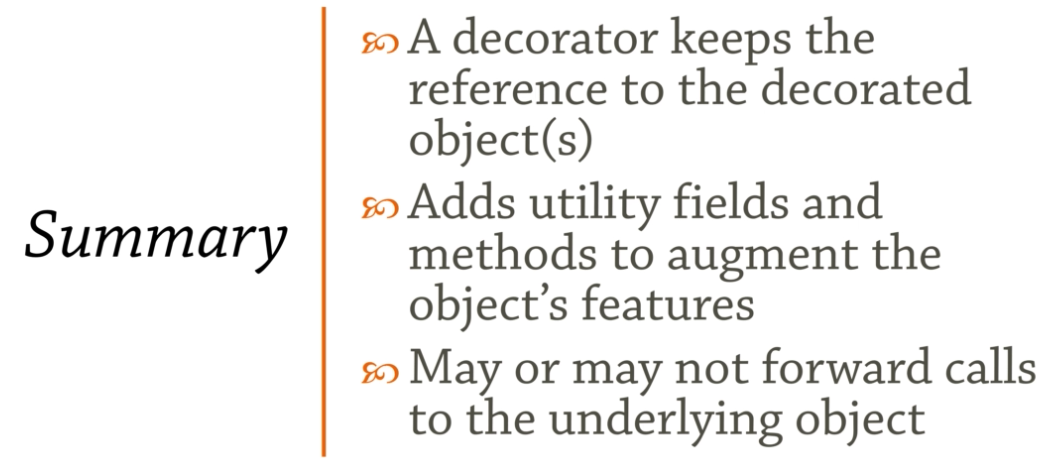 Summary
A decorator keeps the
reference to the decorated
object(s)
Adds utility fields and
methods to augment the
object’s features
May or may not forward calls
to the underlying object